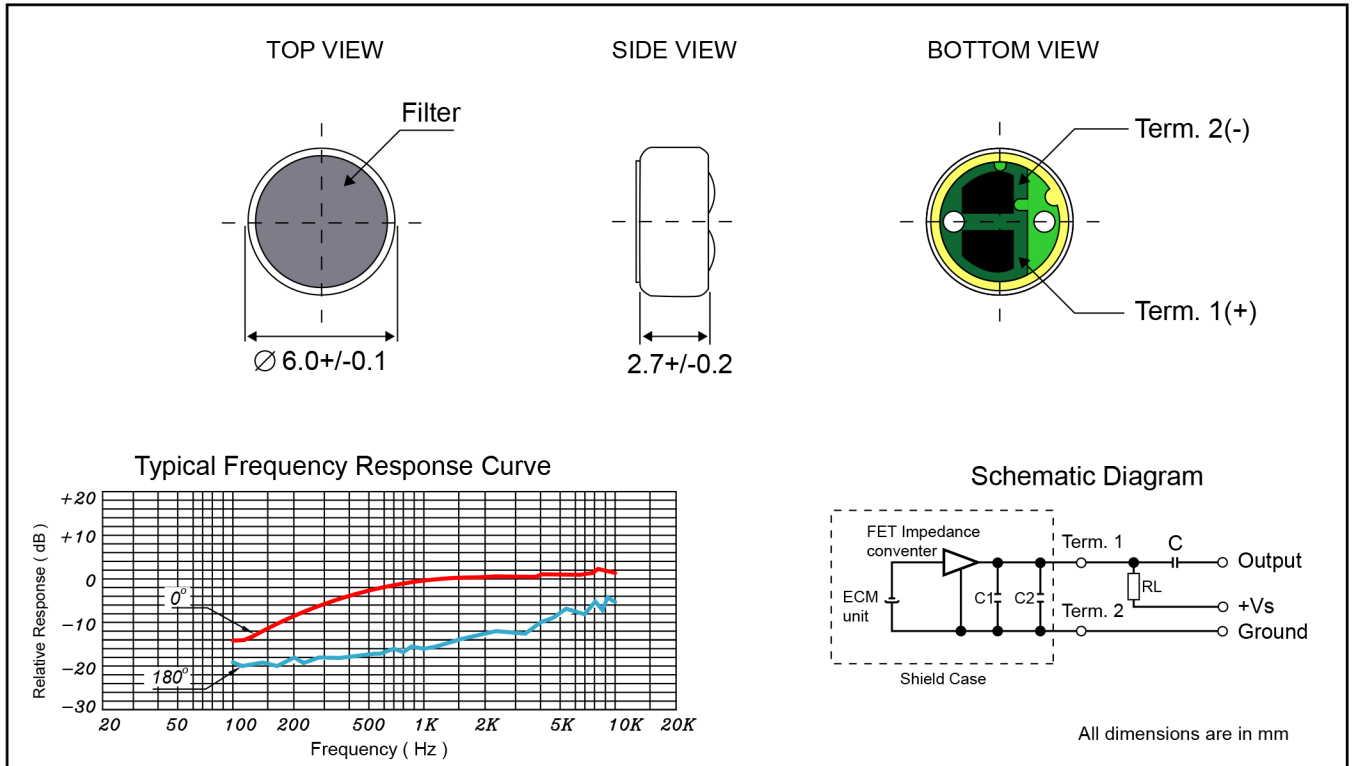 TOP VIEW
SIDE VIEW
BOTTOM VIEW
Filter
Term. 2(-)
Term. 1(+)
∅ 6.0+/-0.1
2.7+/-0.2
Typical Frequency Response Curve
Relative Response ( dB )
+20
+10
0
−10
−20
−30
0°
180°
20 50 100 200 500 1K 2K 5K 10K 20K
Frequency ( Hz )
Schematic Diagram
FET Impedance
conventer
ECM
unit
C1
C2
Term. 1
Term. 2
C
RL
Output
+Vs
Ground
Shield Case
All dimensions are in mm